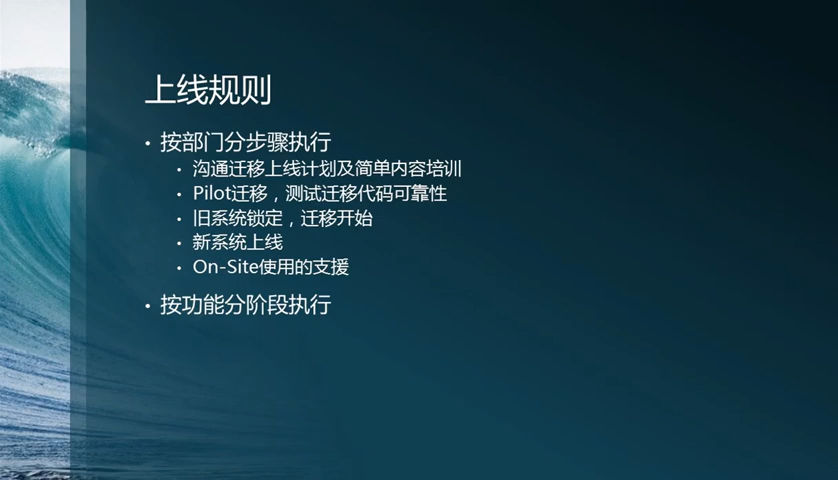 上线规则
• 按部门分步骤执行
• 沟通迁移上线计划及简单内容培训
• Pilot迁移，测试迁移代码可靠性
• 旧系统锁定，迁移开始
• 新系统上线
• On-Site使用的支援
• 按功能分阶段执行